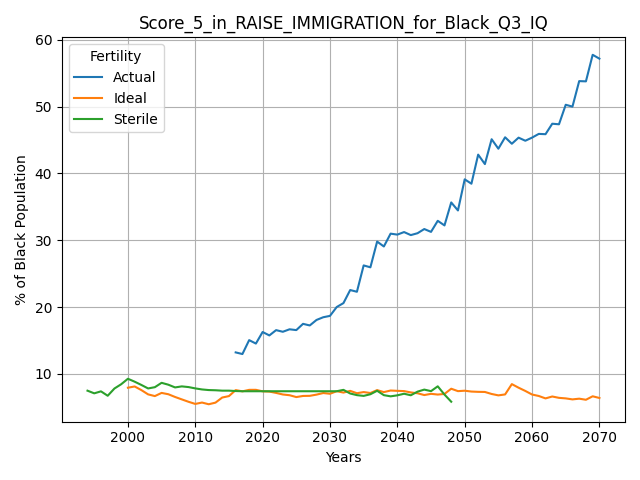 Score_5_in_RAISE_IMMIGRATION_for_Black_Q3_IQ
Fertility
Actual
Ideal
Sterile
% of Black Population
60
50
40
30
20
10
2000 2010 2020 2030 2040 2050 2060 2070
Years